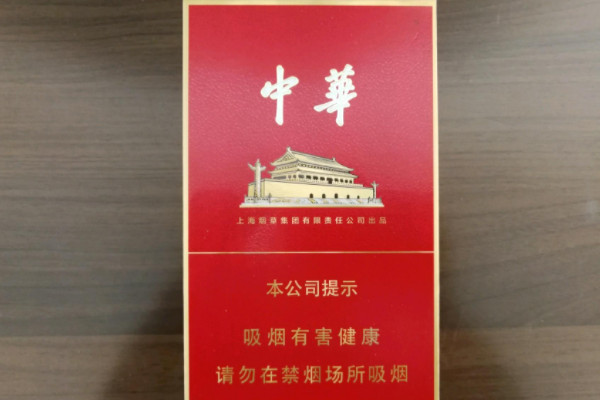 中華
上海烟草集团有限责任公司出品
本公司提示
吸烟有害健康
请勿在禁烟场所吸烟